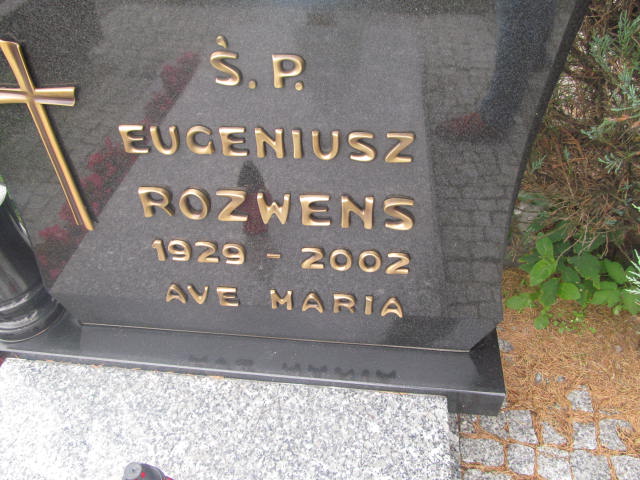 Ś.P.
EUGENIUSZ
ROZWENS
1929 - 2002
AVE MARIA